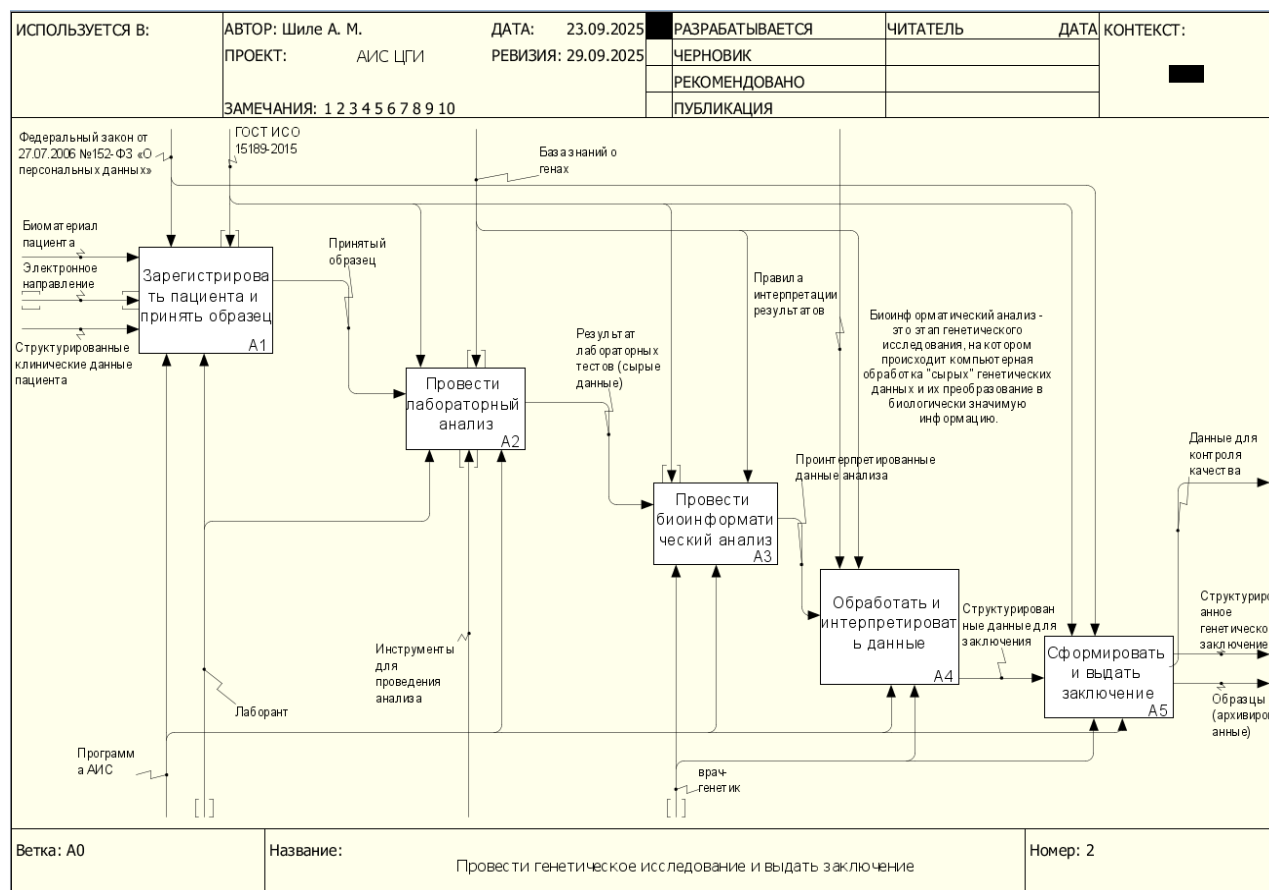 ИСПОЛЬЗУЕТСЯ В:
АВТОР: Шиле А. М.
ДАТА: 23.09.2025
РАЗРАБАТЫВАЕТСЯ
ЧИТАТЕЛЬ
ДАТА
КОНТЕКСТ:
ПРОЕКТ: АИС ЦГИ
РЕВИЗИЯ: 29.09.2025
ЧЕРНОВИК
РЕКОМЕНДОВАНО
ЗАМЕЧАНИЯ: 1 2 3 4 5 6 7 8 9 10
ПУБЛИКАЦИЯ
Федеральный закон от
27.07.2006 №152-ФЗ «О
персональных данных»
ГОСТ ИСО
15189-2015
База знаний о
генах
Биоматериал
пациента
Электронное
направление
Структурированные
клинические данные
пациента
Зарегистрирова
ть пациента и
принять образец
A1
Принятый
образец
Провести
лабораторный
анализ
A2
Результат
лабораторных
тестов (сырые
данные)
Правила
интерпретации
результатов
Биоинформатический анализ -
это этап генетического
исследования, на котором
происходит компьютерная
обработка "сырых" генетических
данных и их преобразование в
биологически значимую
информацию.
Провести
биоинформати
ческий анализ
A3
Проинтерпретированные
данные анализа
Обработать и
интерпретироват
ь данные
A4
Структурирован
ные данные для
заключения
Сформировать
и выдать
заключение
A5
Данные для
контроля
качества
Структуриро
анное
генетическо
заключение
Образцы
(архивиро
анные)
Инструменты
для
проведения
анализа
Лаборант
Программ
а АИС
врач-
генетик
Ветка: A0
Название:
Провести генетическое исследование и выдать заключение
Номер: 2